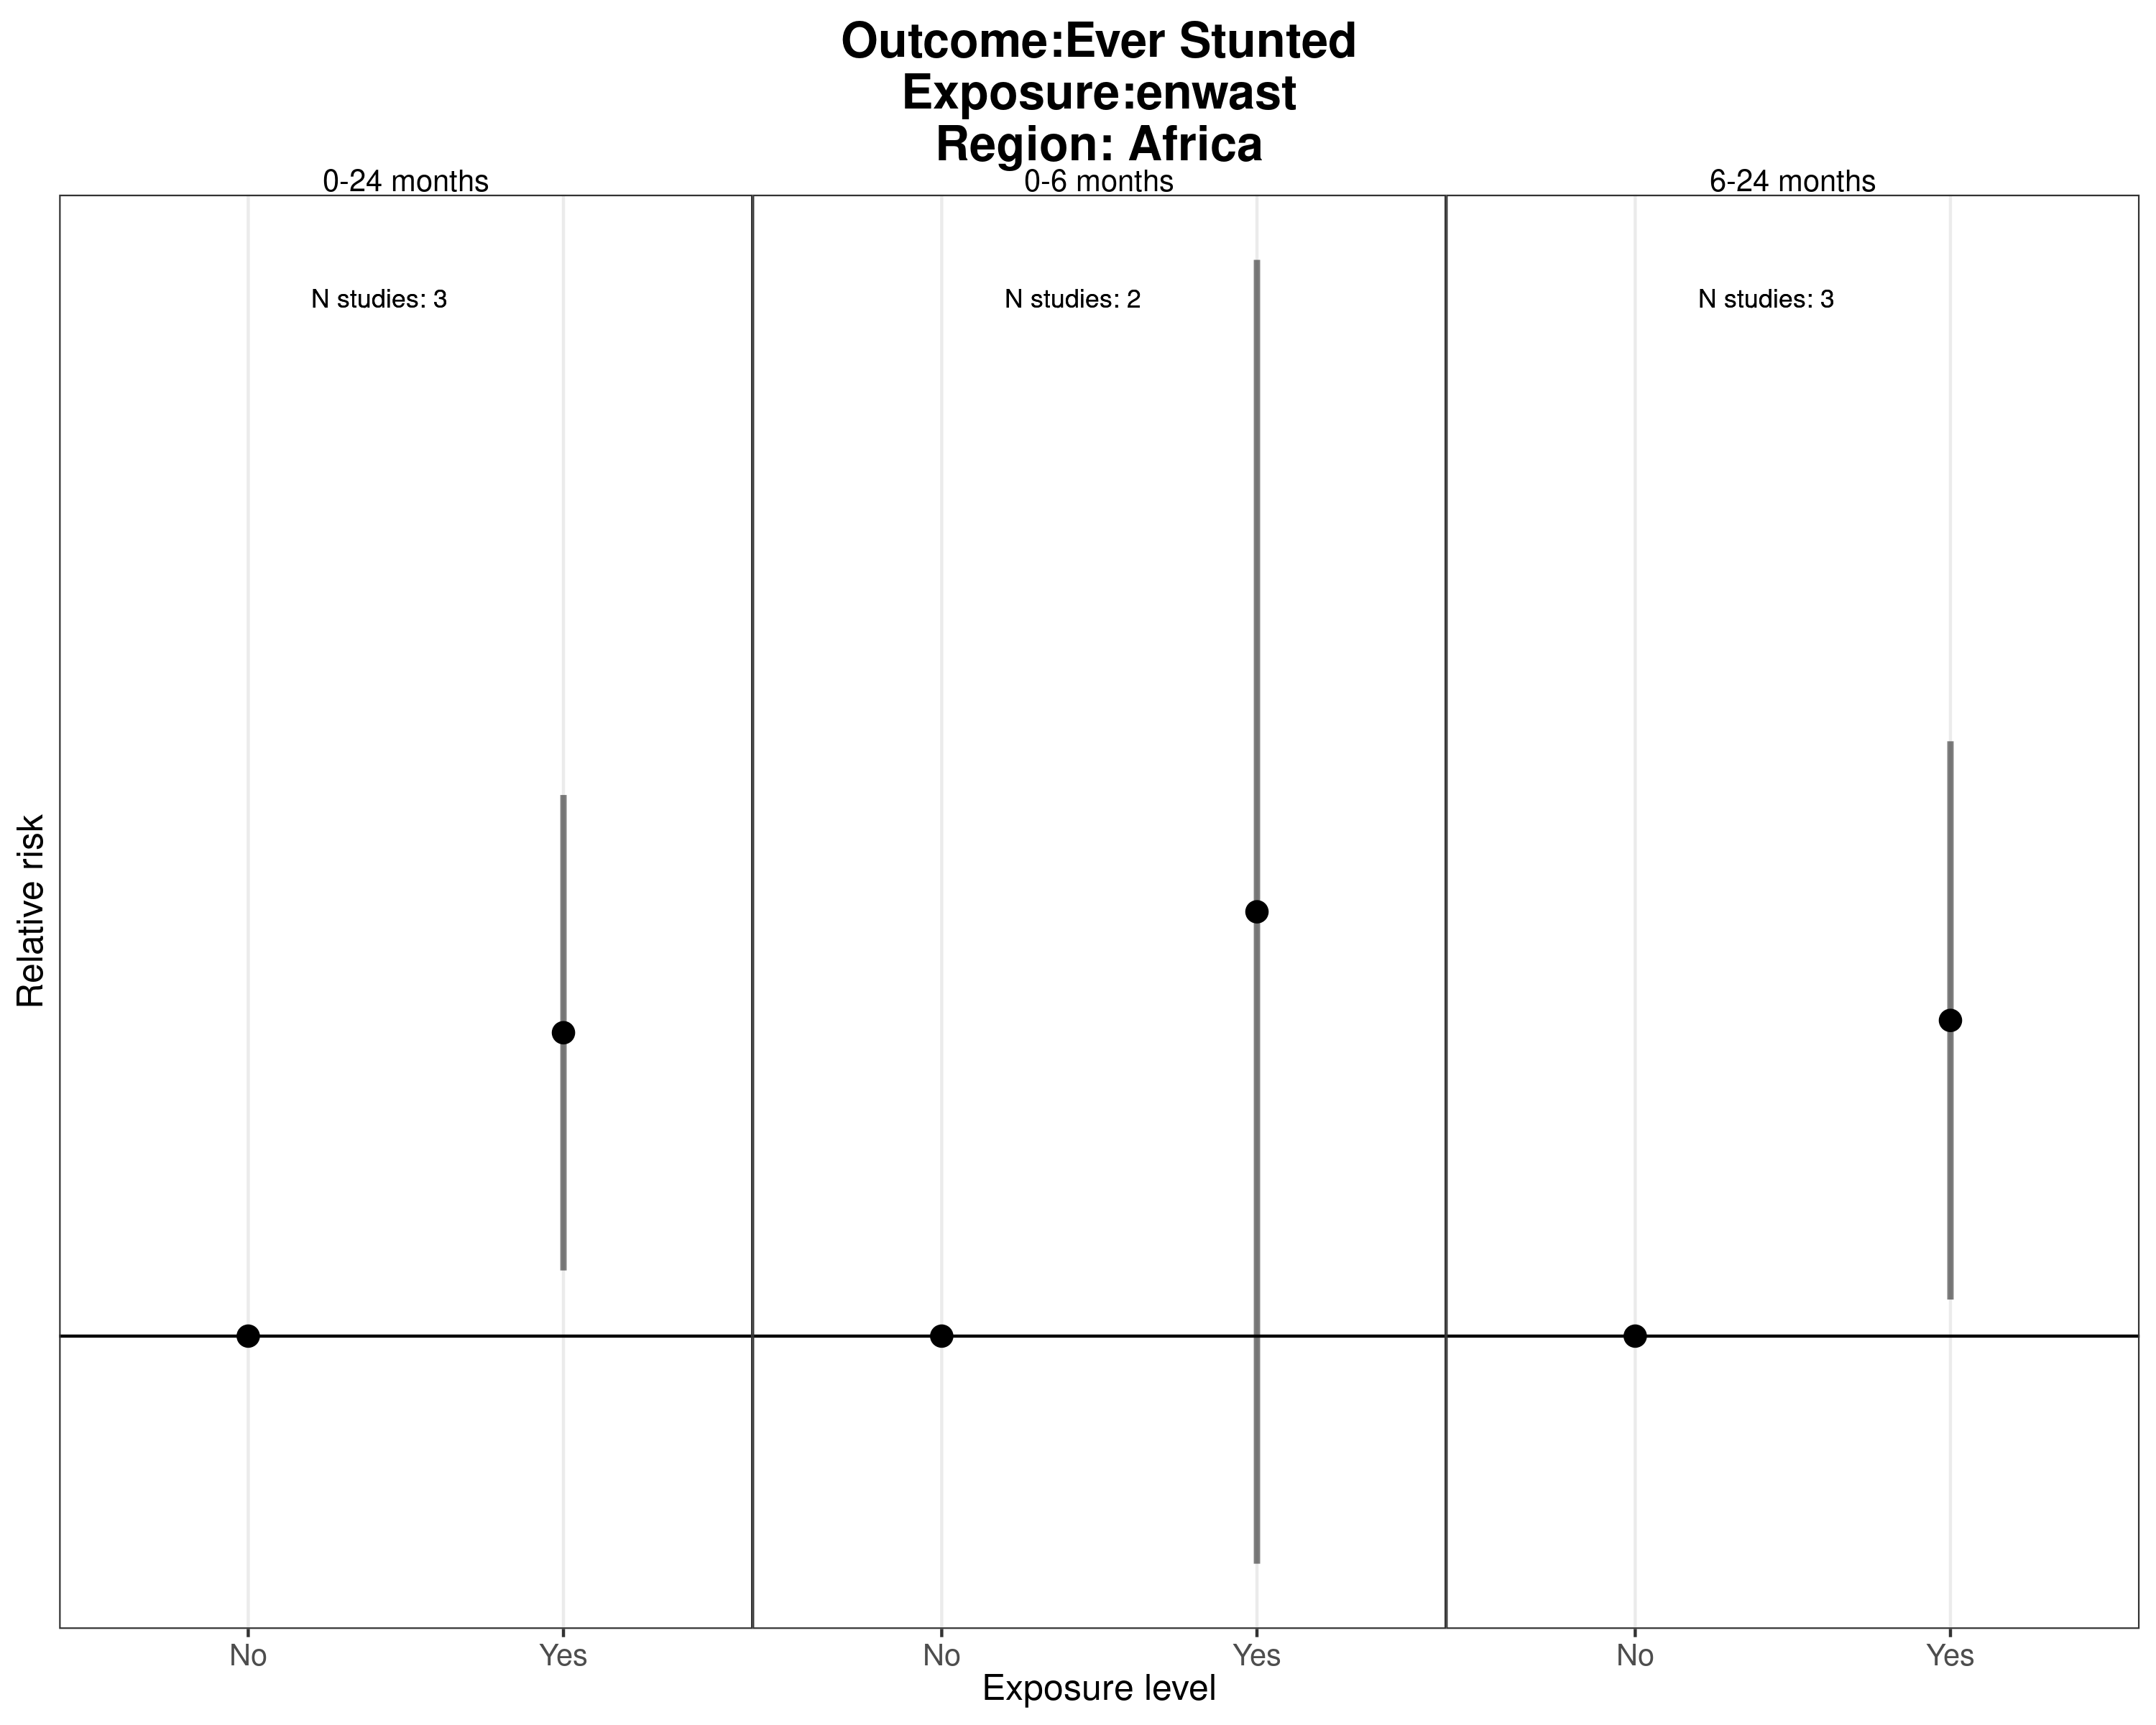 Outcome:Ever Stunted
Exposure:enwast
Region: Africa
0-24 months
0-6 months
6-24 months
N studies: 3
N studies: 2
N studies: 3
Relative risk
No
Yes
No
Yes
No
Yes
Exposure level